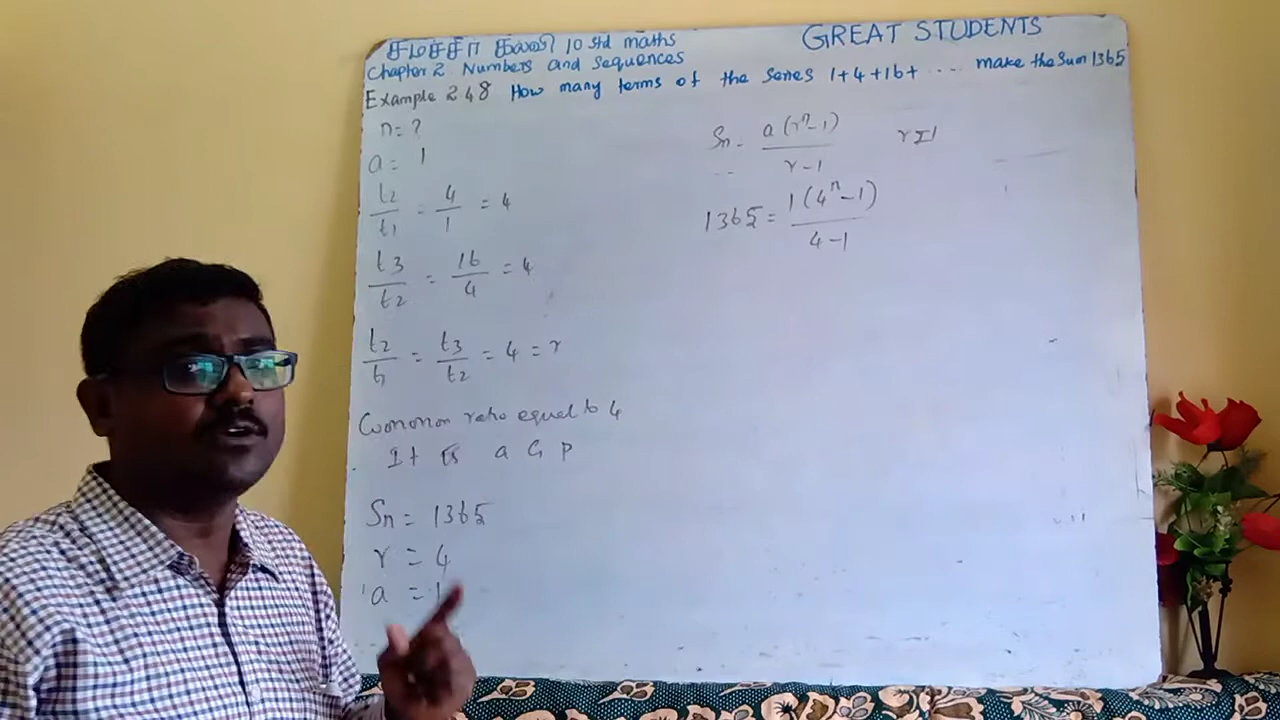 சமச்சீர் கல்வி 10 std maths
GREAT STUDENTS
Chapter 2 Numbers and Sequences
Example 2.48 How many terms of the series 1+4+16+ .... make the sum 1365
n = ?
a = 1
t2/t1 = 4/1 = 4
t3/t2 = 16/4 = 4
t2/t1 = t3/t2 = 4 = r
Common ratio equal to 4
It is a G P
Sn = 1365
r = 4
a = 1
Sn = a(r^n - 1)/r - 1 r ≠ 1
1365 = 1(4^n - 1)/4 - 1